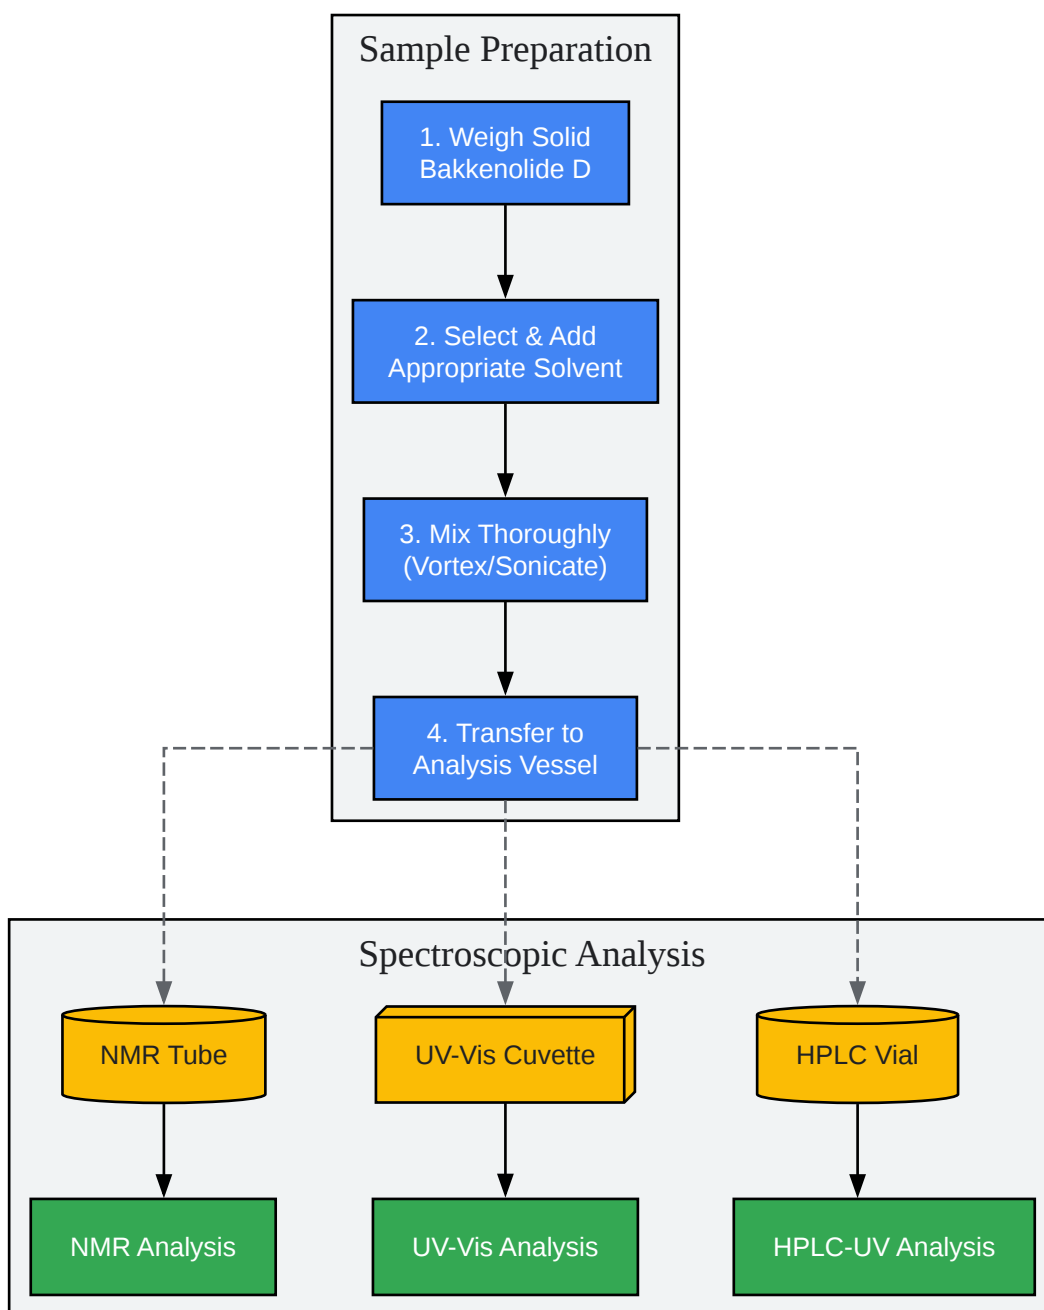 Sample Preparation
1. Weigh Solid
Bakkenolide D
2. Select & Add
Appropriate Solvent
3. Mix Thoroughly
(Vortex/Sonicate)
4. Transfer to
Analysis Vessel
Spectroscopic Analysis
NMR Tube
UV-Vis Cuvette
HPLC Vial
NMR Analysis
UV-Vis Analysis
HPLC-UV Analysis